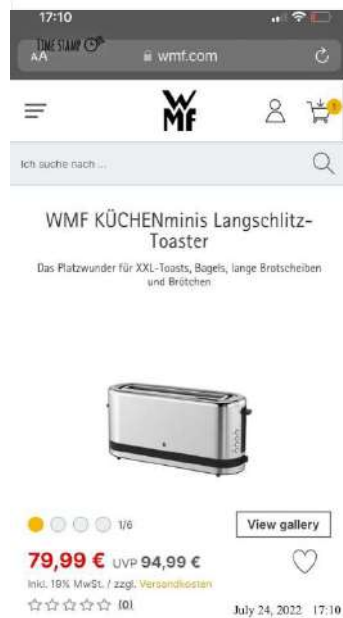 17:10
TIME STAMP
AA wmf.com
WMF
1
Ich suche nach ...
WMF KÜCHENminis Langschlitz-
Toaster
Das Platzwunder für XXL-Toasts, Bagels, lange Brotscheiben
und Brötchen
1/6
View gallery
79,99 € UVP 94,99 €
Inkl. 19% MwSt. / zzgl. Versandkosten
(0)
July 24, 2022 17:10